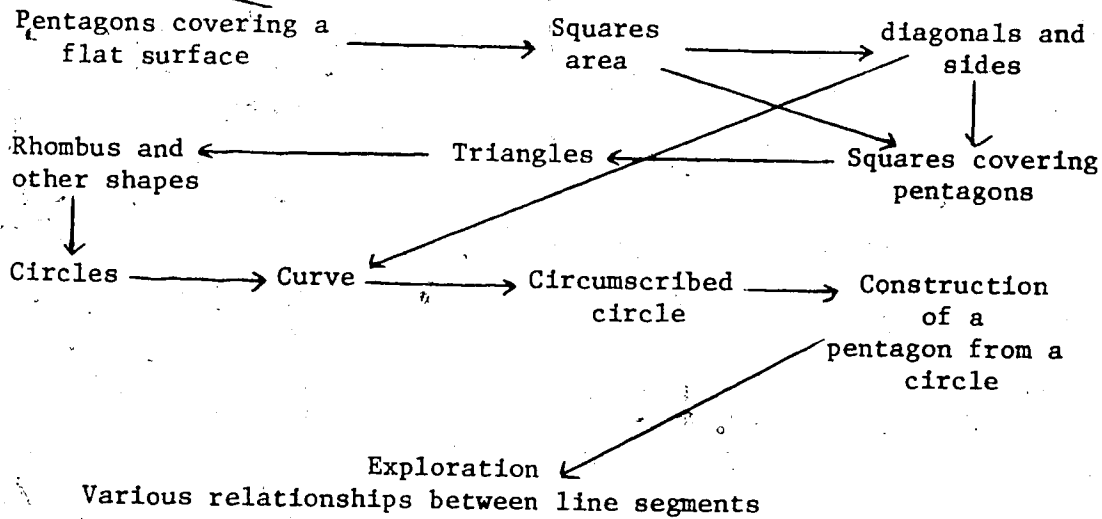 Pentagons covering a
flat surface
Squares
area
diagonals and
sides
Rhombus and
other shapes
Triangles
Squares covering
pentagons
Circles
Curve
Circumscribed
circle
Construction
of a
pentagon from a
circle
Exploration
Various relationships between line segments